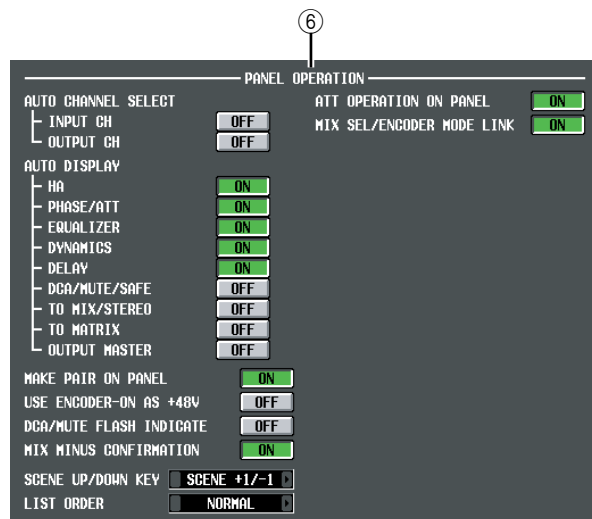 6
PANEL OPERATION
AUTO CHANNEL SELECT
INPUT CH OFF
OUTPUT CH OFF
AUTO DISPLAY
HA ON
PHASE/ATT ON
EQUALIZER ON
DYNAMICS ON
DELAY ON
DCA/MUTE/SAFE OFF
TO MIX/STEREO OFF
TO MATRIX OFF
OUTPUT MASTER OFF
MAKE PAIR ON PANEL ON
USE ENCODER-ON AS +48V OFF
DCA/MUTE FLASH INDICATE OFF
MIX MINUS CONFIRMATION ON
SCENE UP/DOWN KEY SCENE +1/-1
LIST ORDER NORMAL
ATT OPERATION ON PANEL ON
MIX SEL/ENCODER MODE LINK ON